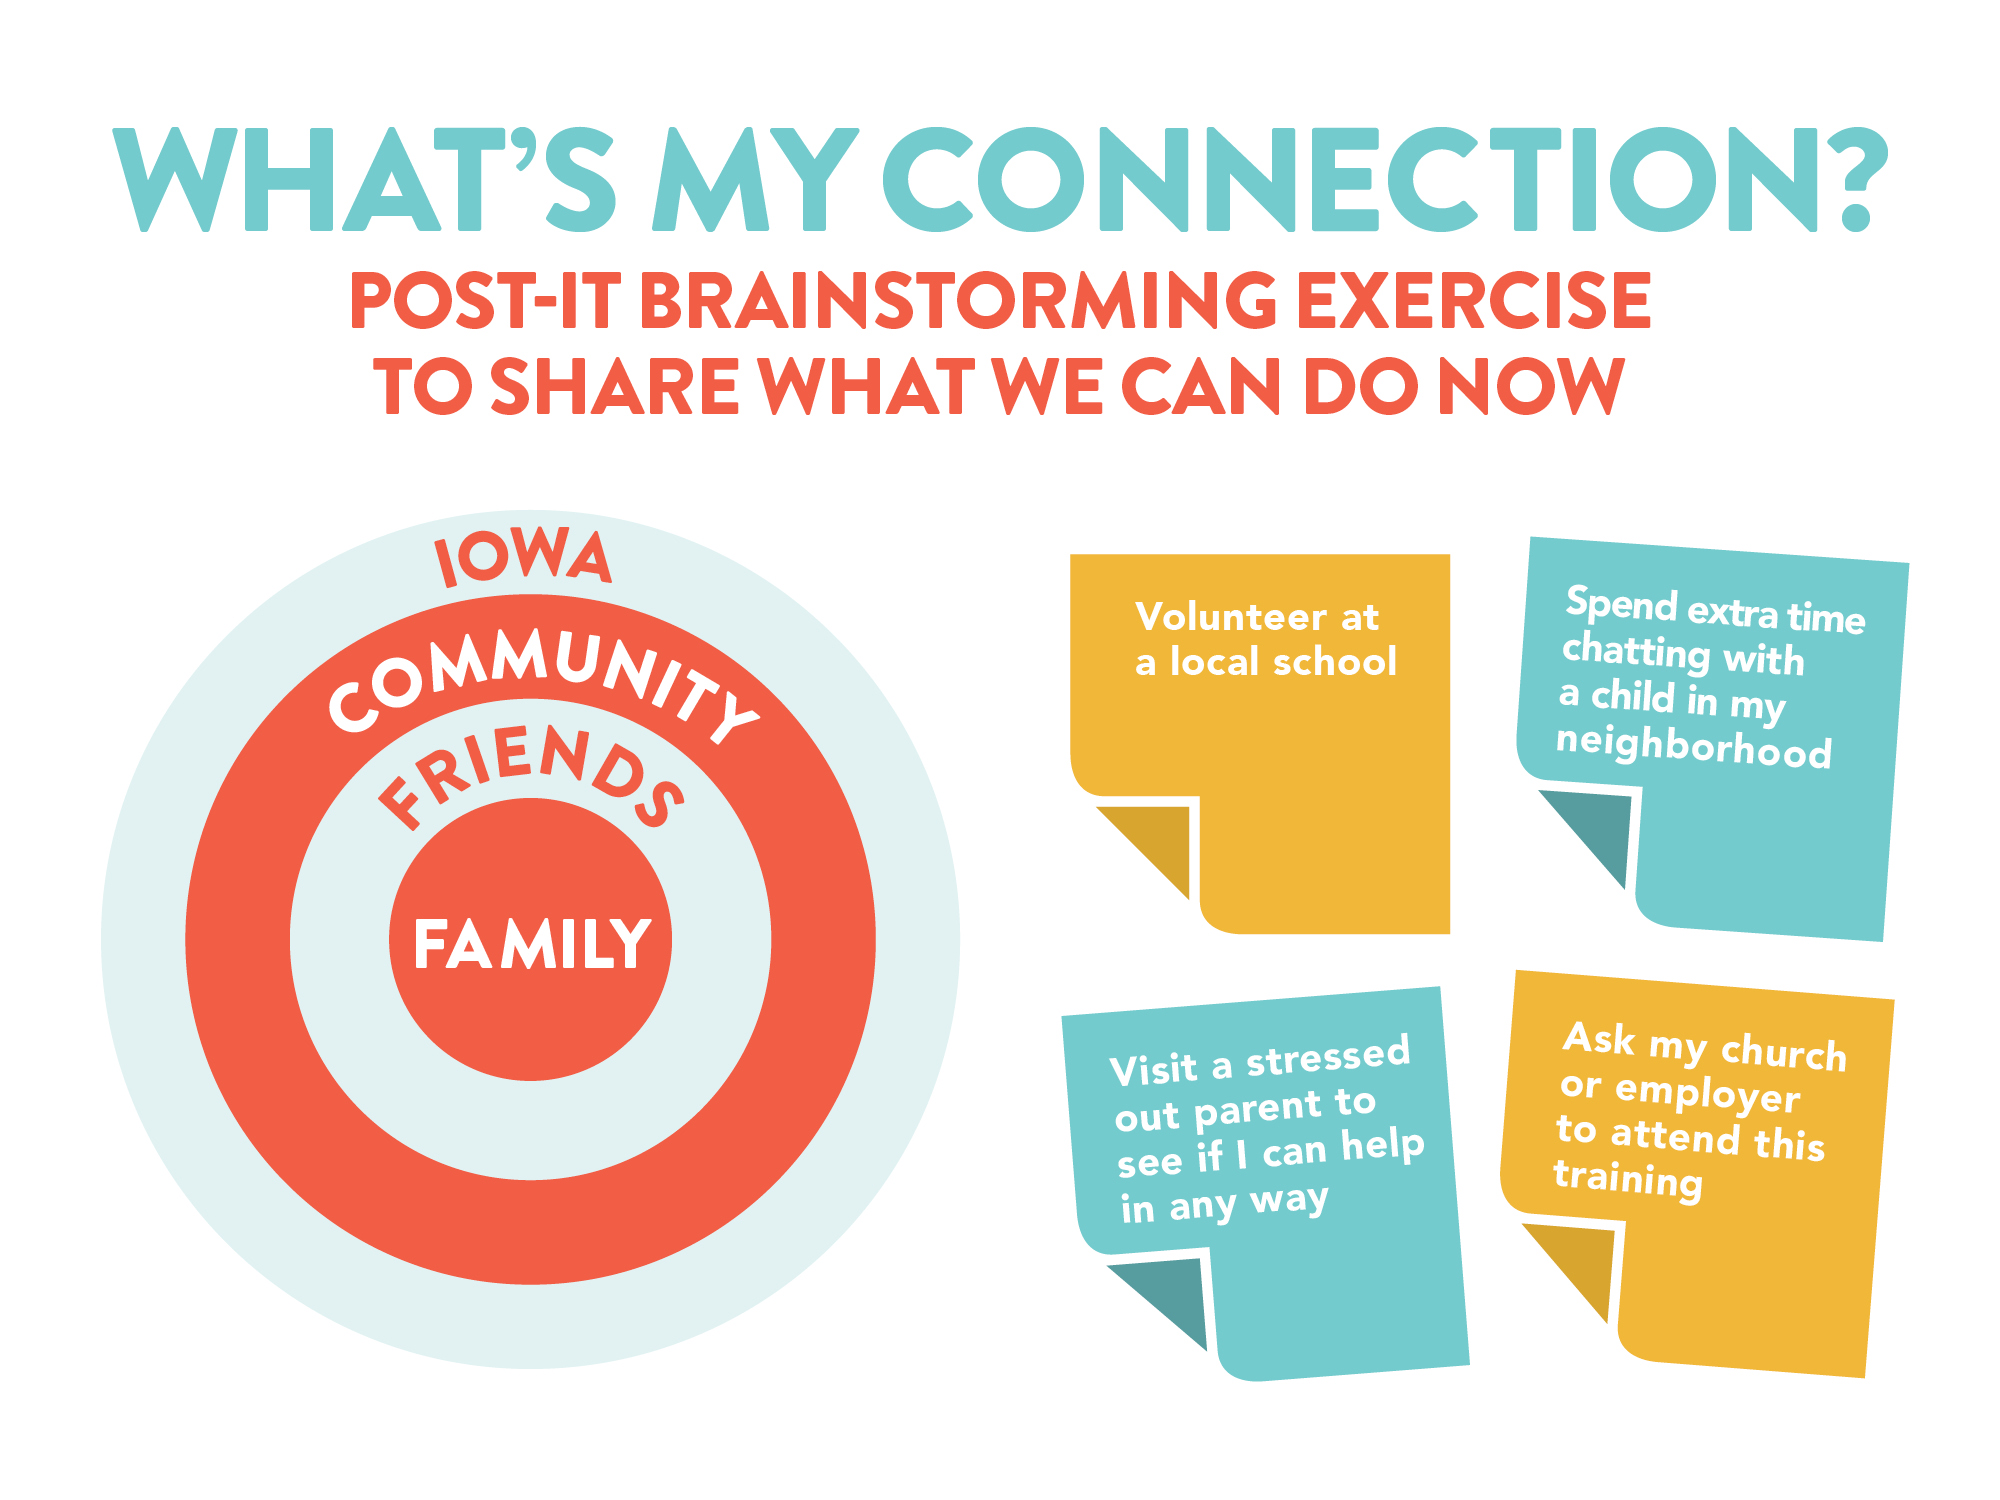 WHAT'S MY CONNECTION?
POST-IT BRAINSTORMING EXERCISE
TO SHARE WHAT WE CAN DO NOW
IOWA
COMMUNITY
FRIENDS
FAMILY
Volunteer at
a local school
Spend extra time
chatting with
a child in my
neighborhood
Visit a stressed
out parent to
see if I can help
in any way
Ask my church
or employer
to attend this
training